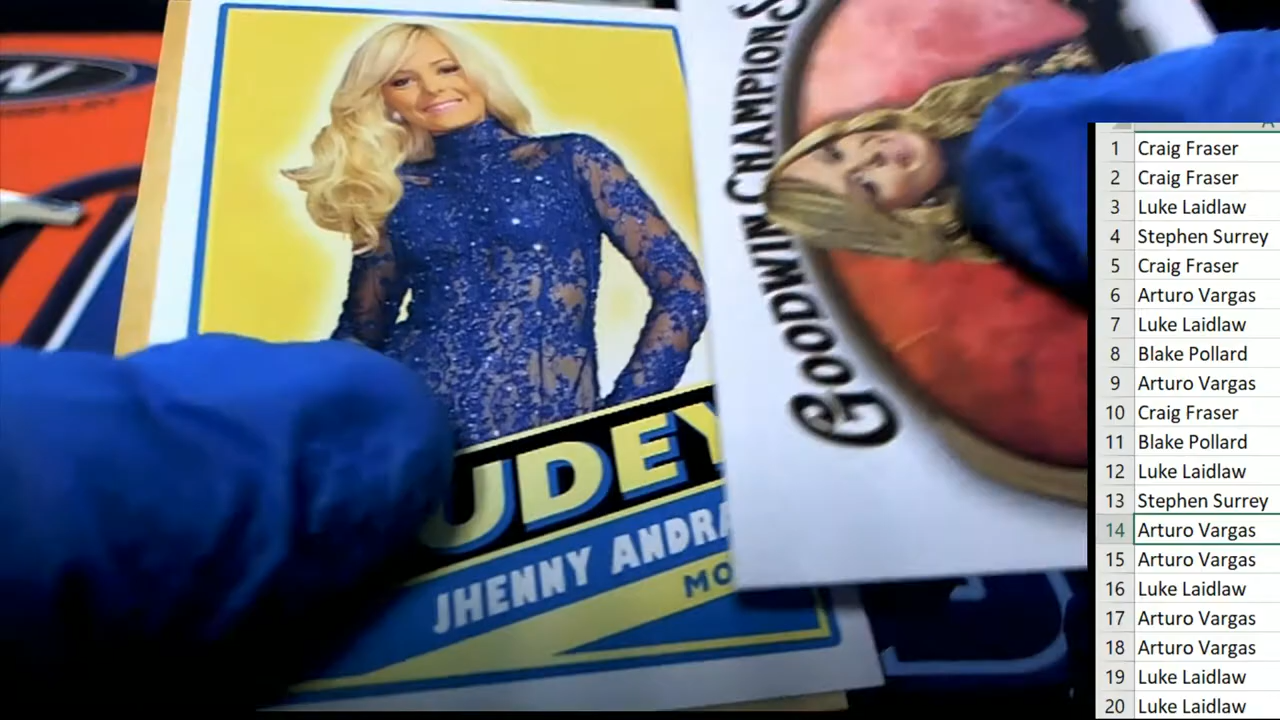 UDEY
JHENNY ANDRA
MO
GOODWIN CHAMPIONS
A
1 Craig Fraser
2 Craig Fraser
3 Luke Laidlaw
4 Stephen Surrey
5 Craig Fraser
6 Arturo Vargas
7 Luke Laidlaw
8 Blake Pollard
9 Arturo Vargas
10 Craig Fraser
11 Blake Pollard
12 Luke Laidlaw
13 Stephen Surrey
14 Arturo Vargas
15 Arturo Vargas
16 Luke Laidlaw
17 Arturo Vargas
18 Arturo Vargas
19 Luke Laidlaw
20 Luke Laidlaw